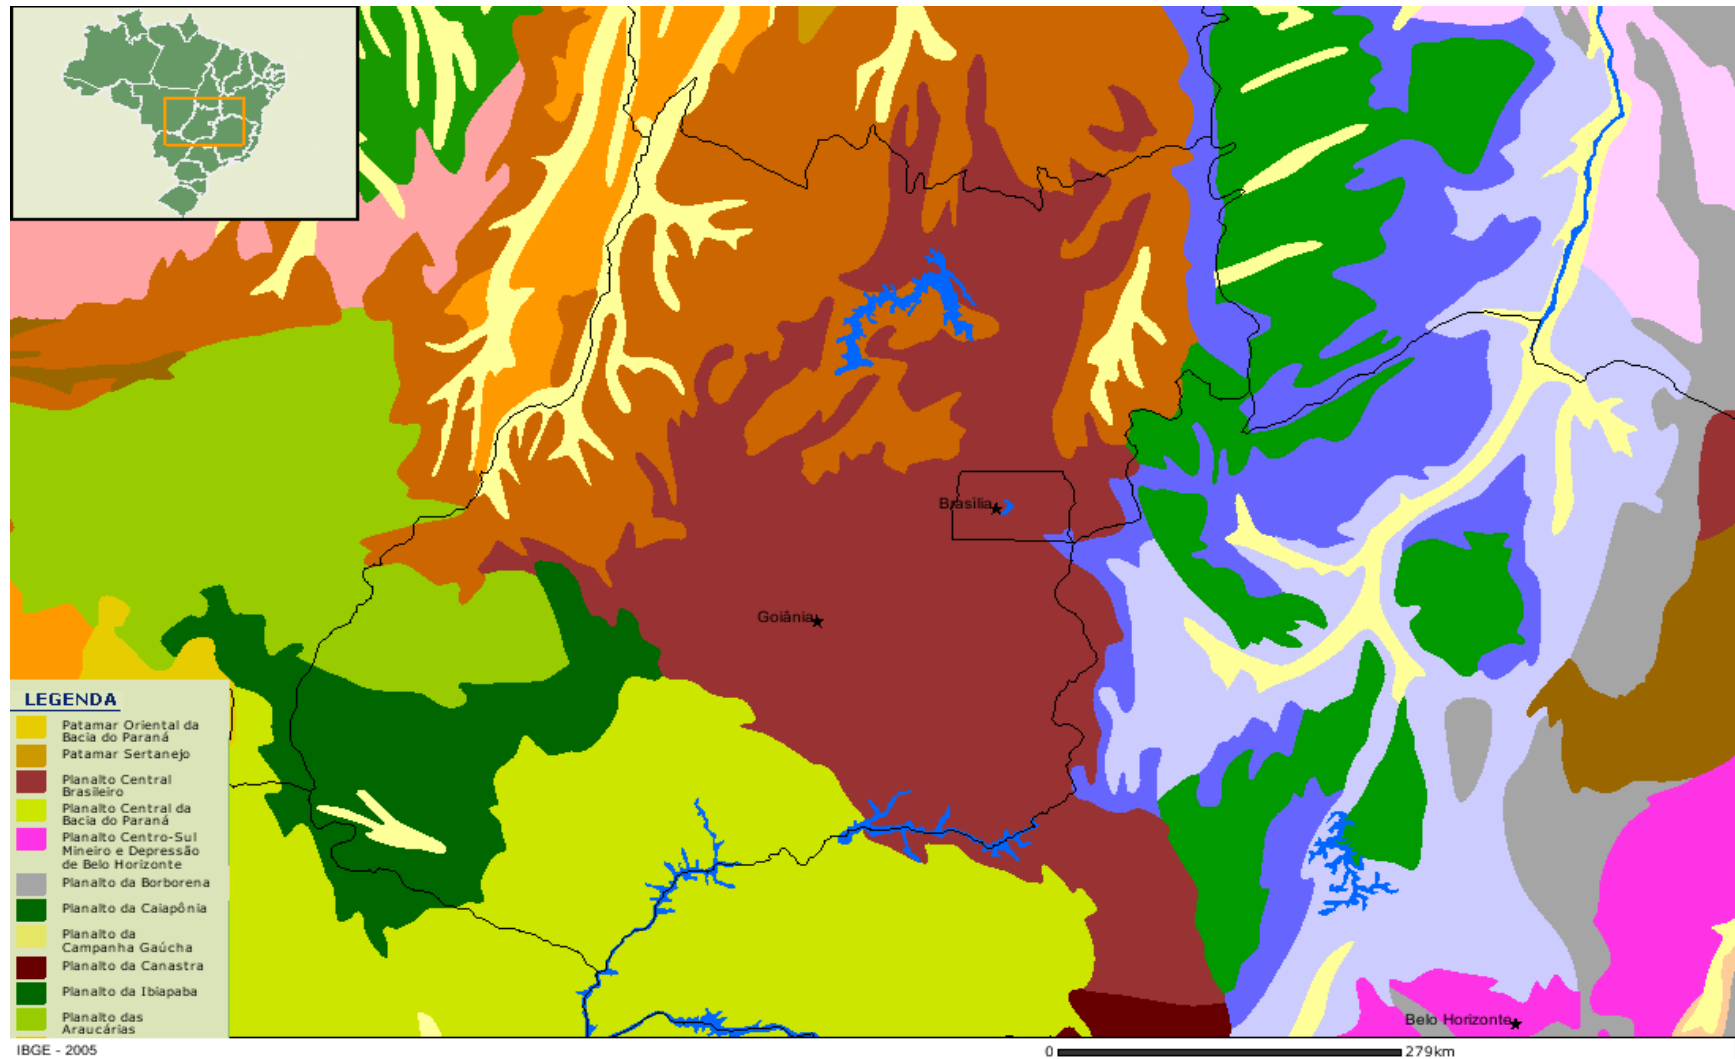 Brasília
Goiânia
LEGENDA
Patamar Oriental da
Bacia do Paraná
Patamar Sertanejo
Planalto Central
Brasileiro
Planalto Central da
Bacia do Paraná
Planalto Centro-Sul
Mineiro e Depressão
de Belo Horizonte
Planalto da Borborena
Planalto da Caiapônia
Planalto da
Campanha Gaúcha
Planalto da Canastra
Planalto da Ibiapaba
Planalto das
Araucárias
Belo Horizonte
IBGE - 2005
0 279km